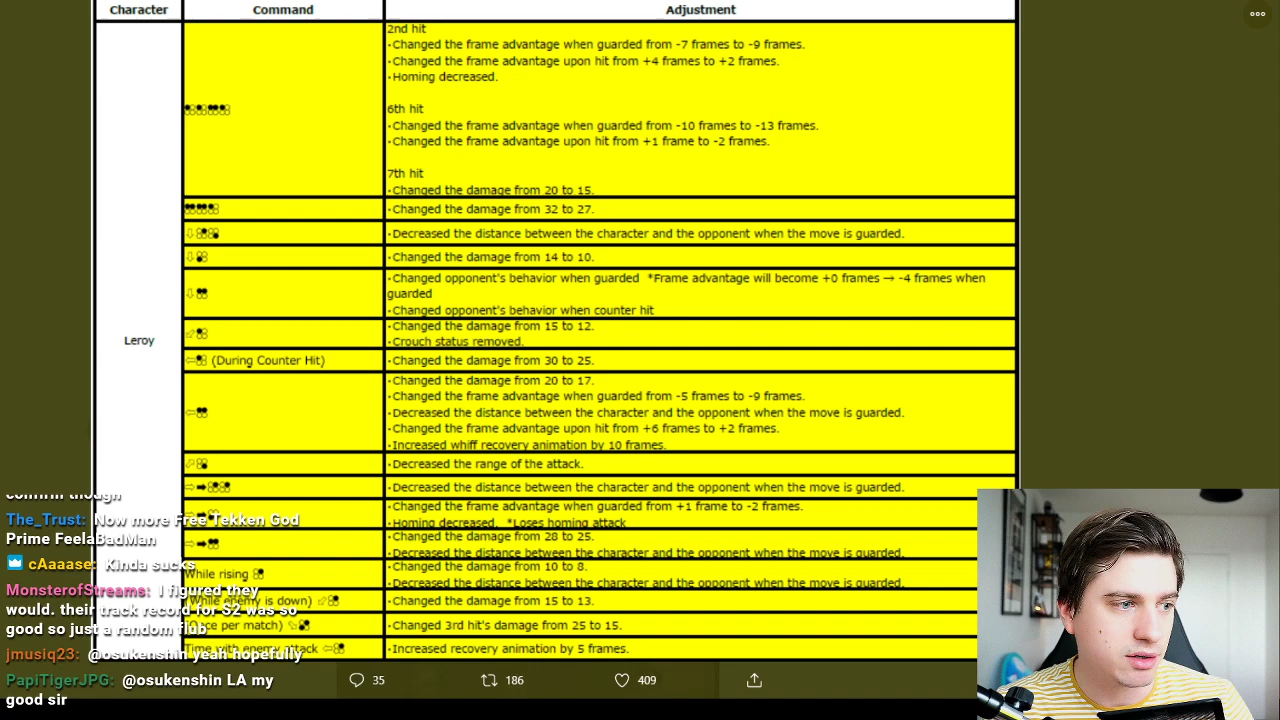 Character Command Adjustment
2nd hit
·Changed the frame advantage when guarded from -7 frames to -9 frames.
·Changed the frame advantage upon hit from +4 frames to +2 frames.
·Homing decreased.
6th hit
·Changed the frame advantage when guarded from -10 frames to -13 frames.
·Changed the frame advantage upon hit from +1 frame to -2 frames.
7th hit
·Changed the damage from 20 to 15.
·Changed the damage from 32 to 27.
·Decreased the distance between the character and the opponent when the move is guarded.
·Changed the damage from 14 to 10.
·Changed opponent's behavior when guarded *Frame advantage will become +0 frames → -4 frames when
guarded
·Changed opponent's behavior when counter hit
Leroy
·Changed the damage from 15 to 12.
·Crouch status removed.
(During Counter Hit) ·Changed the damage from 30 to 25.
·Changed the damage from 20 to 17.
·Changed the frame advantage when guarded from -5 frames to -9 frames.
·Decreased the distance between the character and the opponent when the move is guarded.
·Changed the frame advantage upon hit from +6 frames to +2 frames.
·Increased whiff recovery animation by 10 frames.
·Decreased the range of the attack.
·Decreased the distance between the character and the opponent when the move is guarded.
·Changed the frame advantage from +1 frame to -2 frames.
·Homing decreased. *Loses homing attack
·Changed the damage from 28 to 25.
·Decreased the distance between the character and the opponent when the move is guarded.
While rising ·Changed the damage from 10 to 8.
·Decreased the distance between the character and the opponent when the move is guarded.
(While enemy is down) ·Changed the damage from 15 to 13.
(Once per match) ·Changed 3rd hit's damage from 25 to 15.
Time with enemy attack ·Increased recovery animation by 5 frames.
confirm though
The_Trust: Now more Free Tekken God
Prime FeelaBadMan
cAaaase: Kinda sucks
MonsterofStreams: I figured they
would. their track record for S2 was so
good so just a random flub
jmusiq23: @osukenshin yeah hopefully
PapiTigerJPG: @osukenshin LA my
good sir
35 186 409